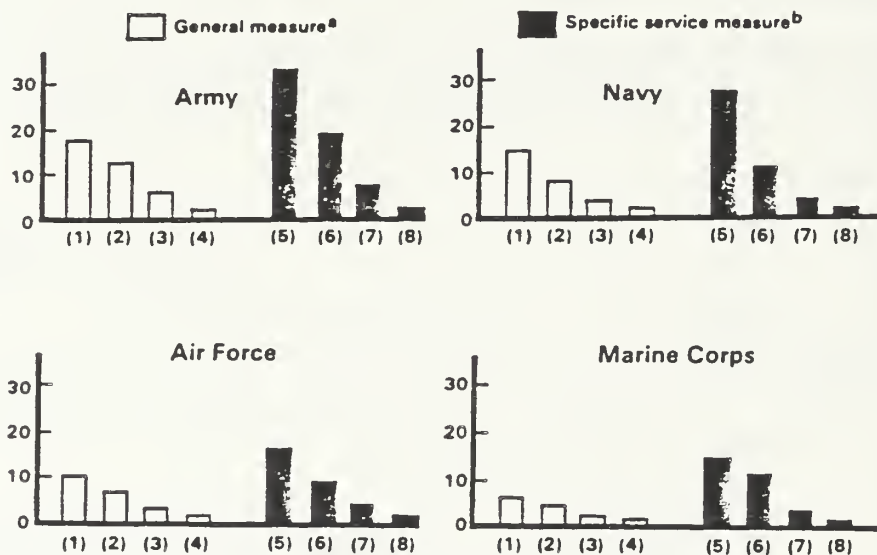 General measureᵃ
Specific service measureᵇ
Army
30
20
10
0
(1) (2) (3) (4) (5) (6) (7) (8)
Navy
30
20
10
0
(1) (2) (3) (4) (5) (6) (7) (8)
Air Force
30
20
10
0
(1) (2) (3) (4) (5) (6) (7) (8)
Marine Corps
30
20
10
0
(1) (2) (3) (4) (5) (6) (7) (8)